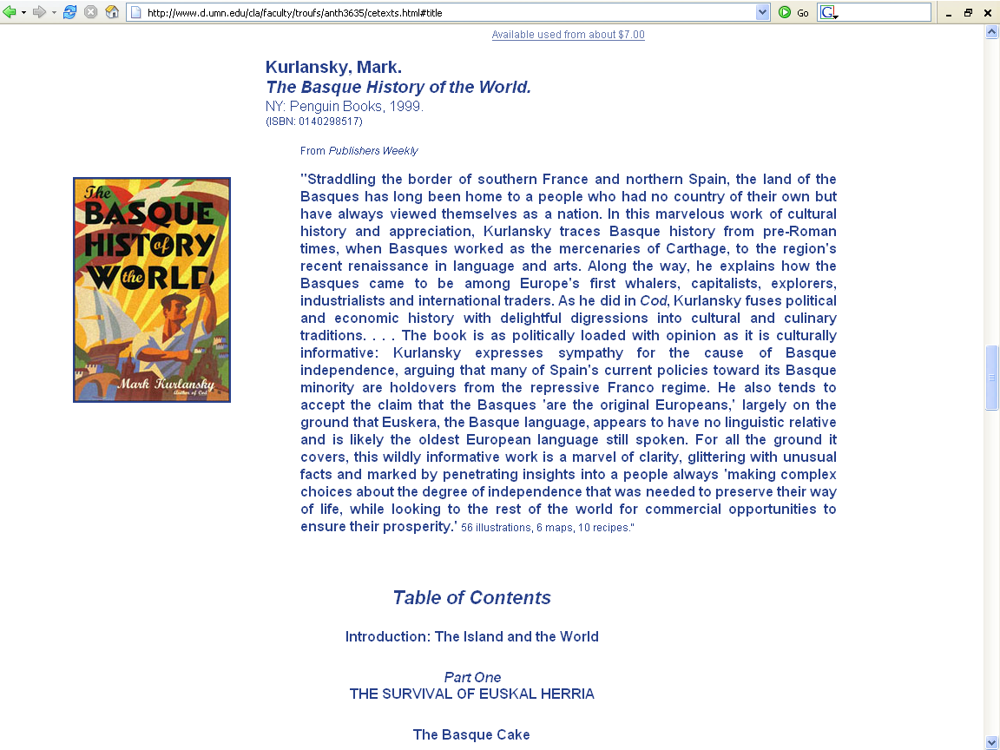 http://www.d.umn.edu/cla/faculty/troufs/anth3635/cetexts.html#title
Go
G
Available used from about $7.00
Kurlansky, Mark.
The Basque History of the World.
NY: Penguin Books, 1999.
(ISBN: 0140298517)
From Publishers Weekly
The
BASQUE
HISTORY
of
the
WORLD
Mark Kurlansky
Author of Cod
"Straddling the border of southern France and northern Spain, the land of the
Basques has long been home to a people who had no country of their own but
have always viewed themselves as a nation. In this marvelous work of cultural
history and appreciation, Kurlansky traces Basque history from pre-Roman
times, when Basques worked as the mercenaries of Carthage, to the region's
recent renaissance in language and arts. Along the way, he explains how the
Basques came to be among Europe's first whalers, capitalists, explorers,
industrialists and international traders. As he did in Cod, Kurlansky fuses political
and economic history with delightful digressions into cultural and culinary
traditions. . . . The book is as politically loaded with opinion as it is culturally
informative: Kurlansky expresses sympathy for the cause of Basque
independence, arguing that many of Spain's current policies toward its Basque
minority are holdovers from the repressive Franco regime. He also tends to
accept the claim that the Basques 'are the original Europeans,' largely on the
ground that Euskera, the Basque language, appears to have no linguistic relative
and is likely the oldest European language still spoken. For all the ground it
covers, this wildly informative work is a marvel of clarity, glittering with unusual
facts and marked by penetrating insights into a people always 'making complex
choices about the degree of independence that was needed to preserve their way
of life, while looking to the rest of the world for commercial opportunities to
ensure their prosperity.' 56 illustrations, 6 maps, 10 recipes."
Table of Contents
Introduction: The Island and the World
Part One
THE SURVIVAL OF EUSKAL HERRIA
The Basque Cake